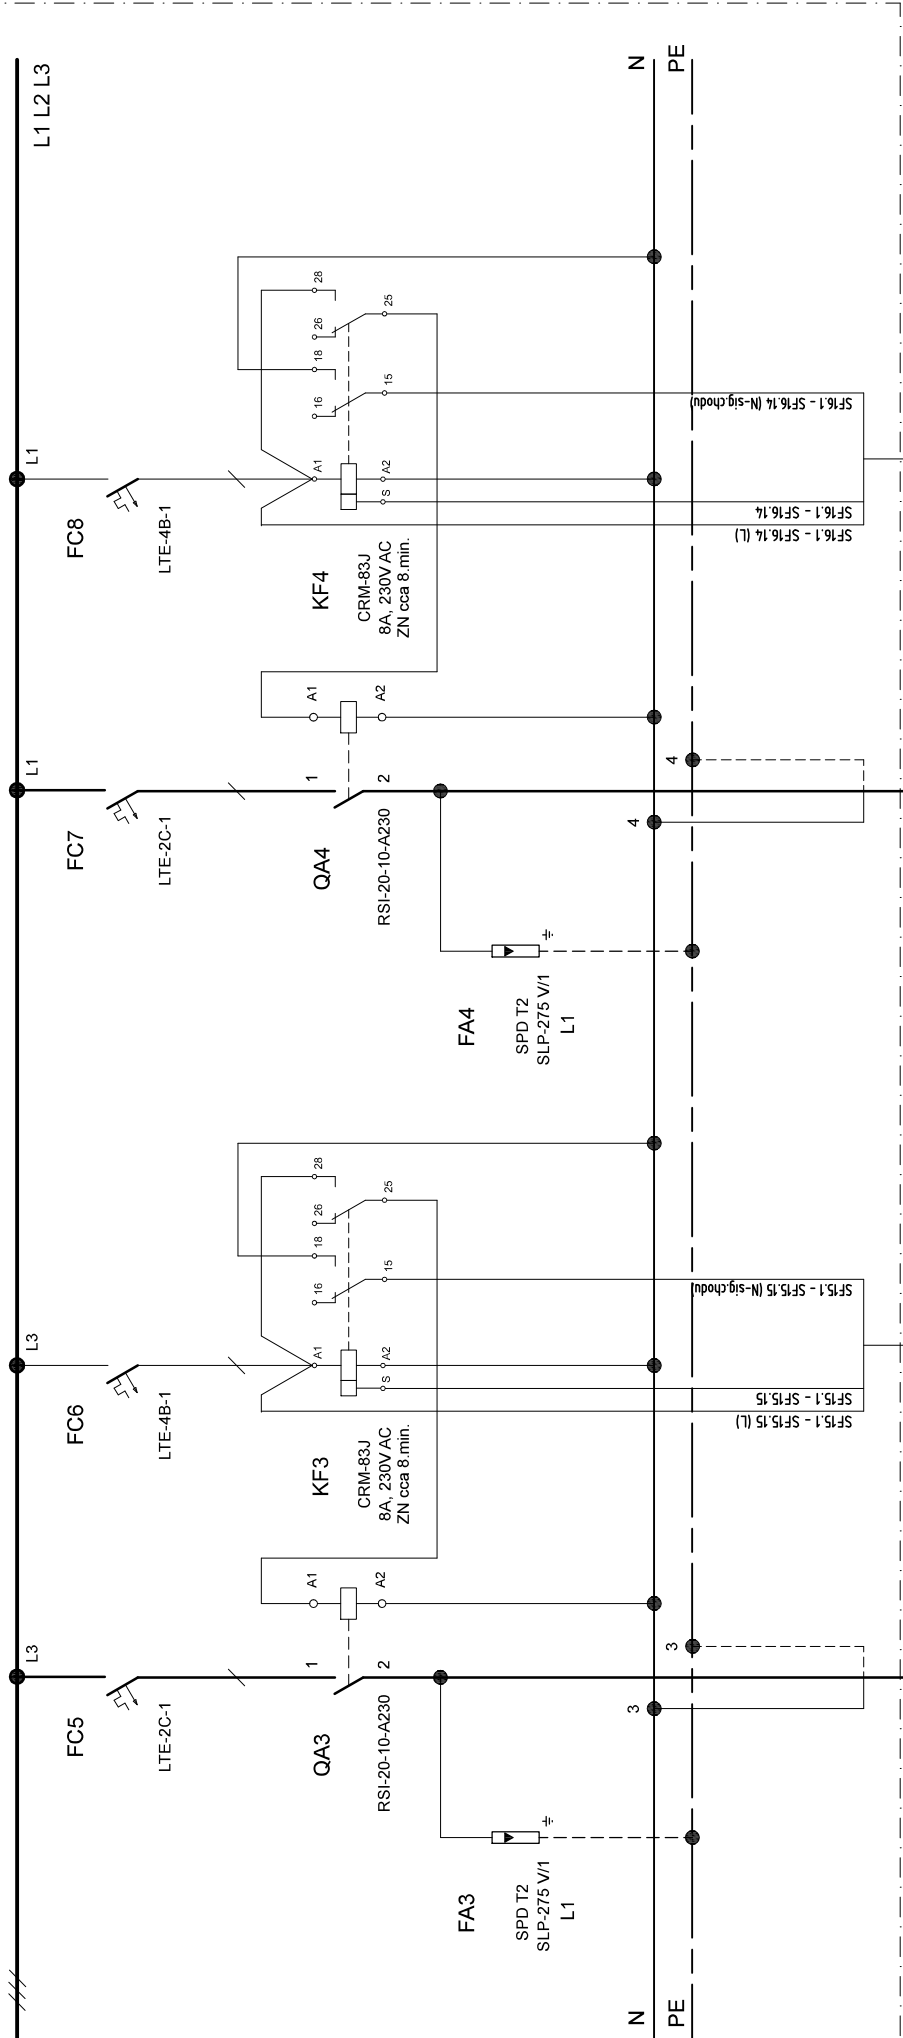 L1 L2 L3
L3
FC5
LTE-2C-1
L3
FC6
LTE-4B-1
L1
FC7
LTE-2C-1
L1
FC8
LTE-4B-1
QA3
RSI-20-10-A230
1
2
A1
A2
KF3
CRM-83J
8A, 230V AC
ZN cca 8.min.
A1
S
A2
16
15
18
26
25
28
QA4
RSI-20-10-A230
1
2
A1
A2
KF4
CRM-83J
8A, 230V AC
ZN cca 8.min.
A1
S
A2
16
15
18
26
25
28
FA3
SPD T2
SLP-275 V/1
L1
FA4
SPD T2
SLP-275 V/1
L1
N
3
4
N
PE
3
4
PE
SF15.1 - SF15.15 (L)
SF15.1 - SF15.15
SF15.1 - SF15.15 (N-sig.chodu)
SF16.1 - SF16.14 (L)
SF16.1 - SF16.14
SF16.1 - SF16.14 (N-sig.chodu)